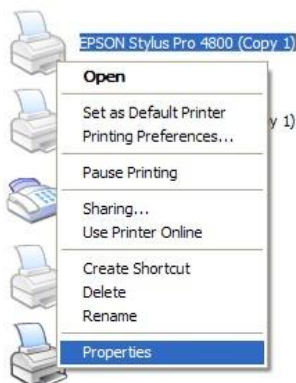 EPSON Stylus Pro 4800 (Copy 1)
Open
Set as Default Printer
y 1)
Printing Preferences...
Pause Printing
Sharing...
Use Printer Online
Create Shortcut
Delete
Rename
Properties